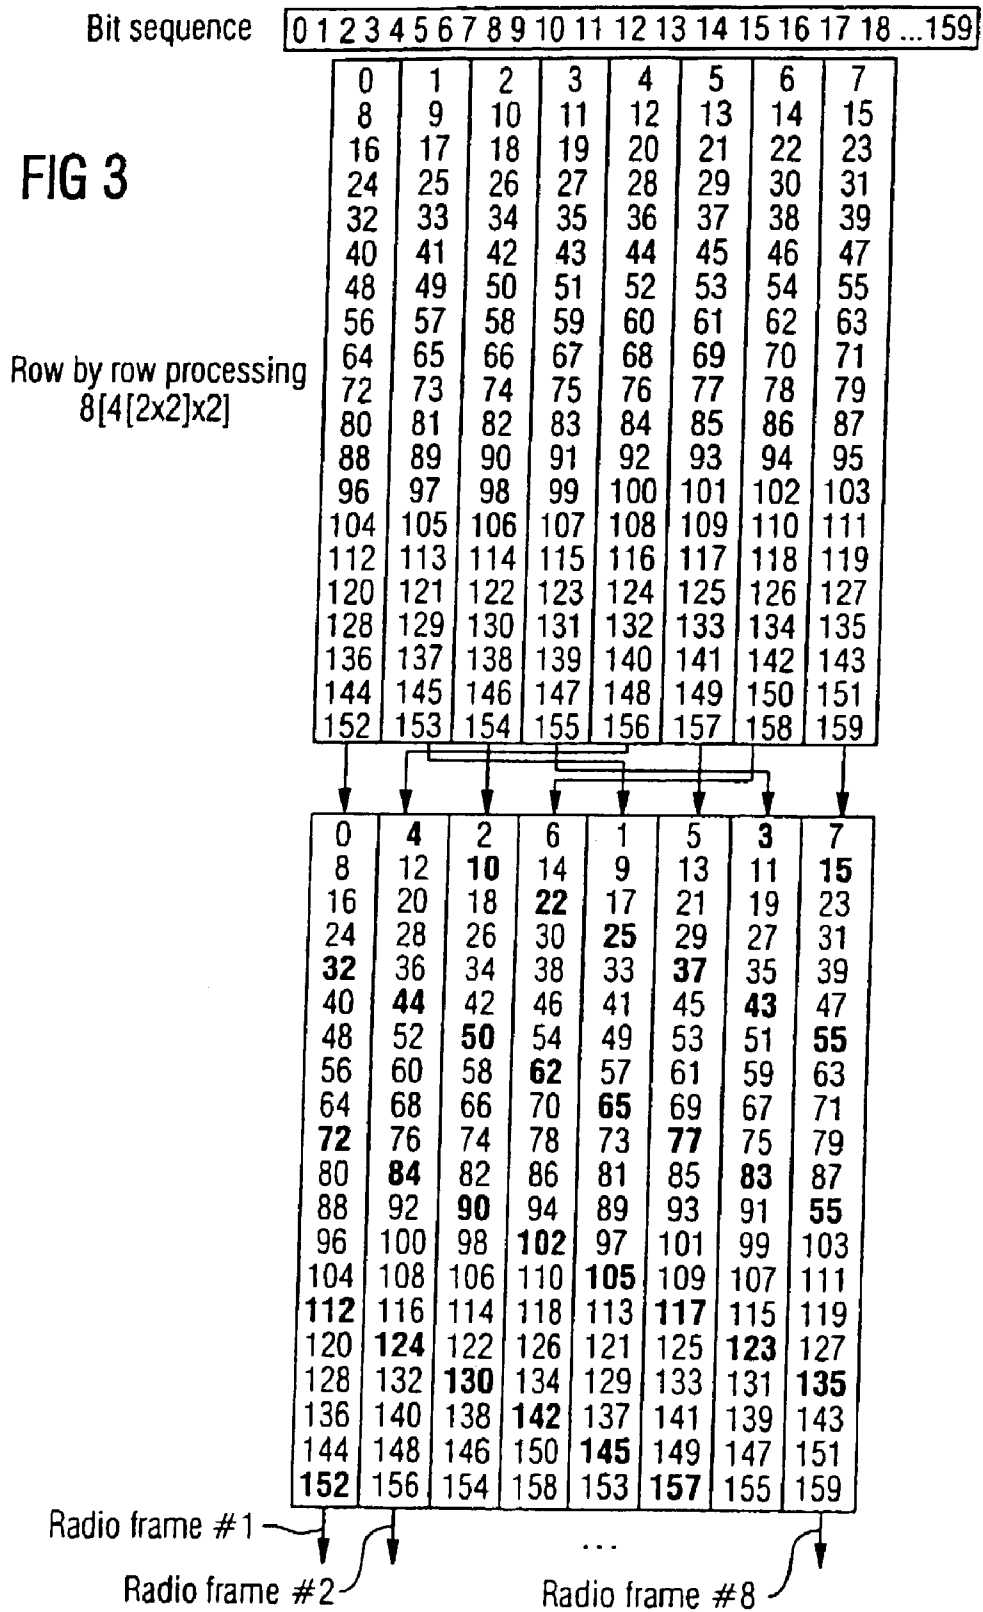 Bit sequence 0 1 2 3 4 5 6 7 8 9 10 11 12 13 14 15 16 17 18 ...159
0 1 2 3 4 5 6 7
8 9 10 11 12 13 14 15
16 17 18 19 20 21 22 23
FIG 3
24 25 26 27 28 29 30 31
32 33 34 35 36 37 38 39
40 41 42 43 44 45 46 47
48 49 50 51 52 53 54 55
56 57 58 59 60 61 62 63
64 65 66 67 68 69 70 71
Row by row processing
72 73 74 75 76 77 78 79
8[4[2x2]x2]
80 81 82 83 84 85 86 87
88 89 90 91 92 93 94 95
96 97 98 99 100 101 102 103
104 105 106 107 108 109 110 111
112 113 114 115 116 117 118 119
120 121 122 123 124 125 126 127
128 129 130 131 132 133 134 135
136 137 138 139 140 141 142 143
144 145 146 147 148 149 150 151
152 153 154 155 156 157 158 159
0 4 2 6 1 5 3 7
8 12 10 14 9 13 11 15
16 20 18 22 17 21 19 23
24 28 26 30 25 29 27 31
32 36 34 38 33 37 35 39
40 44 42 46 41 45 43 47
48 52 50 54 49 53 51 55
56 60 58 62 57 61 59 63
64 68 66 70 65 69 67 71
72 76 74 78 73 77 75 79
80 84 82 86 81 85 83 87
88 92 90 94 89 93 91 55
96 100 98 102 97 101 99 103
104 108 106 110 105 109 107 111
112 116 114 118 113 117 115 119
120 124 122 126 121 125 123 127
128 132 130 134 129 133 131 135
136 140 138 142 137 141 139 143
144 148 146 150 145 149 147 151
152 156 154 158 153 157 155 159
Radio frame #1
...
Radio frame #2
Radio frame #8